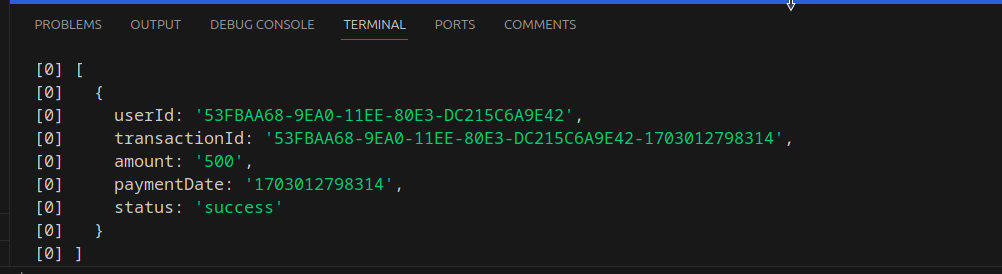 PROBLEMS OUTPUT DEBUG CONSOLE TERMINAL PORTS COMMENTS
[0] [
[0]   {
[0]     userId: '53FBAA68-9EA0-11EE-80E3-DC215C6A9E42',
[0]     transactionId: '53FBAA68-9EA0-11EE-80E3-DC215C6A9E42-1703012798314',
[0]     amount: '500',
[0]     paymentDate: '1703012798314',
[0]     status: 'success'
[0]   }
[0] ]